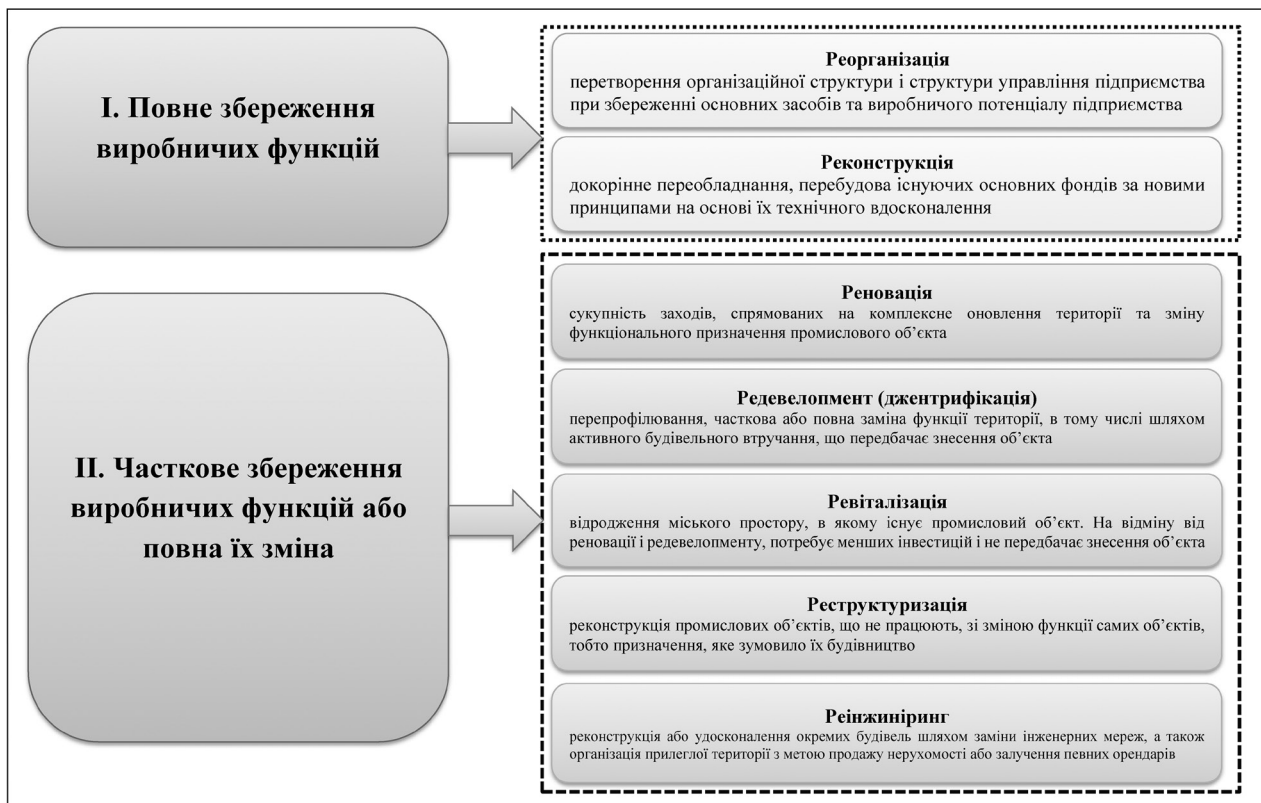 І. Повне збереження
виробничих функцій
Реорганізація
перетворення організаційної структури і структури управління підприємства
при збереженні основних засобів та виробничого потенціалу підприємства
Реконструкція
докорінне переобладнання, перебудова існуючих основних фондів за новими
принципами на основі їх технічного вдосконалення
ІІ. Часткове збереження
виробничих функцій або
повна їх зміна
Реновація
сукупність заходів, спрямованих на комплексне оновлення території та зміну
функціонального призначення промислового об’єкта
Редевелопмент (джентрифікація)
перепрофілювання, часткова або повна заміна функції території, в тому числі шляхом
активного будівельного втручання, що передбачає знесення об’єкта
Ревіталізація
відродження міського простору, в якому існує промисловий об’єкт. На відміну від
реновації і редевелопменту, потребує менших інвестицій і не передбачає знесення об’єкта
Реструктуризація
реконструкція промислових об’єктів, що не працюють, зі зміною функції самих об’єктів,
тобто призначення, яке зумовило їх будівництво
Реінжиніринг
реконструкція або удосконалення окремих будівель шляхом заміни інженерних мереж, а також
організація прилеглої території з метою продажу нерухомості або залучення певних орендарів